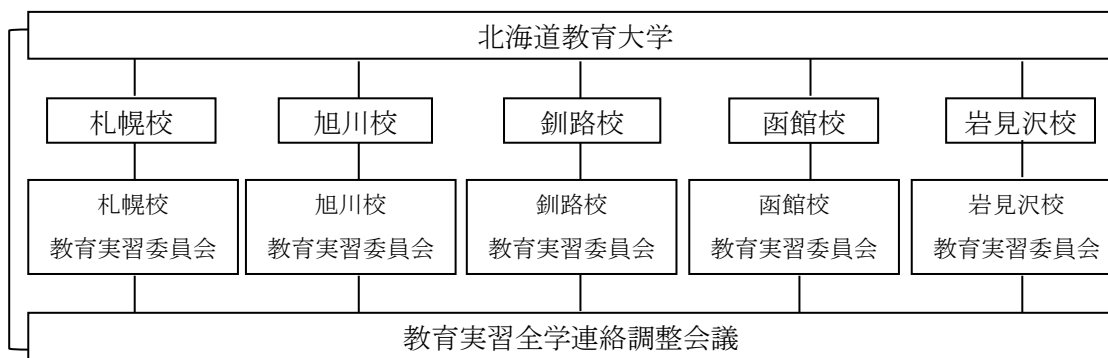 北海道教育大学
札幌校
旭川校
釧路校
函館校
岩見沢校
札幌校
教育実習委員会
旭川校
教育実習委員会
釧路校
教育実習委員会
函館校
教育実習委員会
岩見沢校
教育実習委員会
教育実習全学連絡調整会議